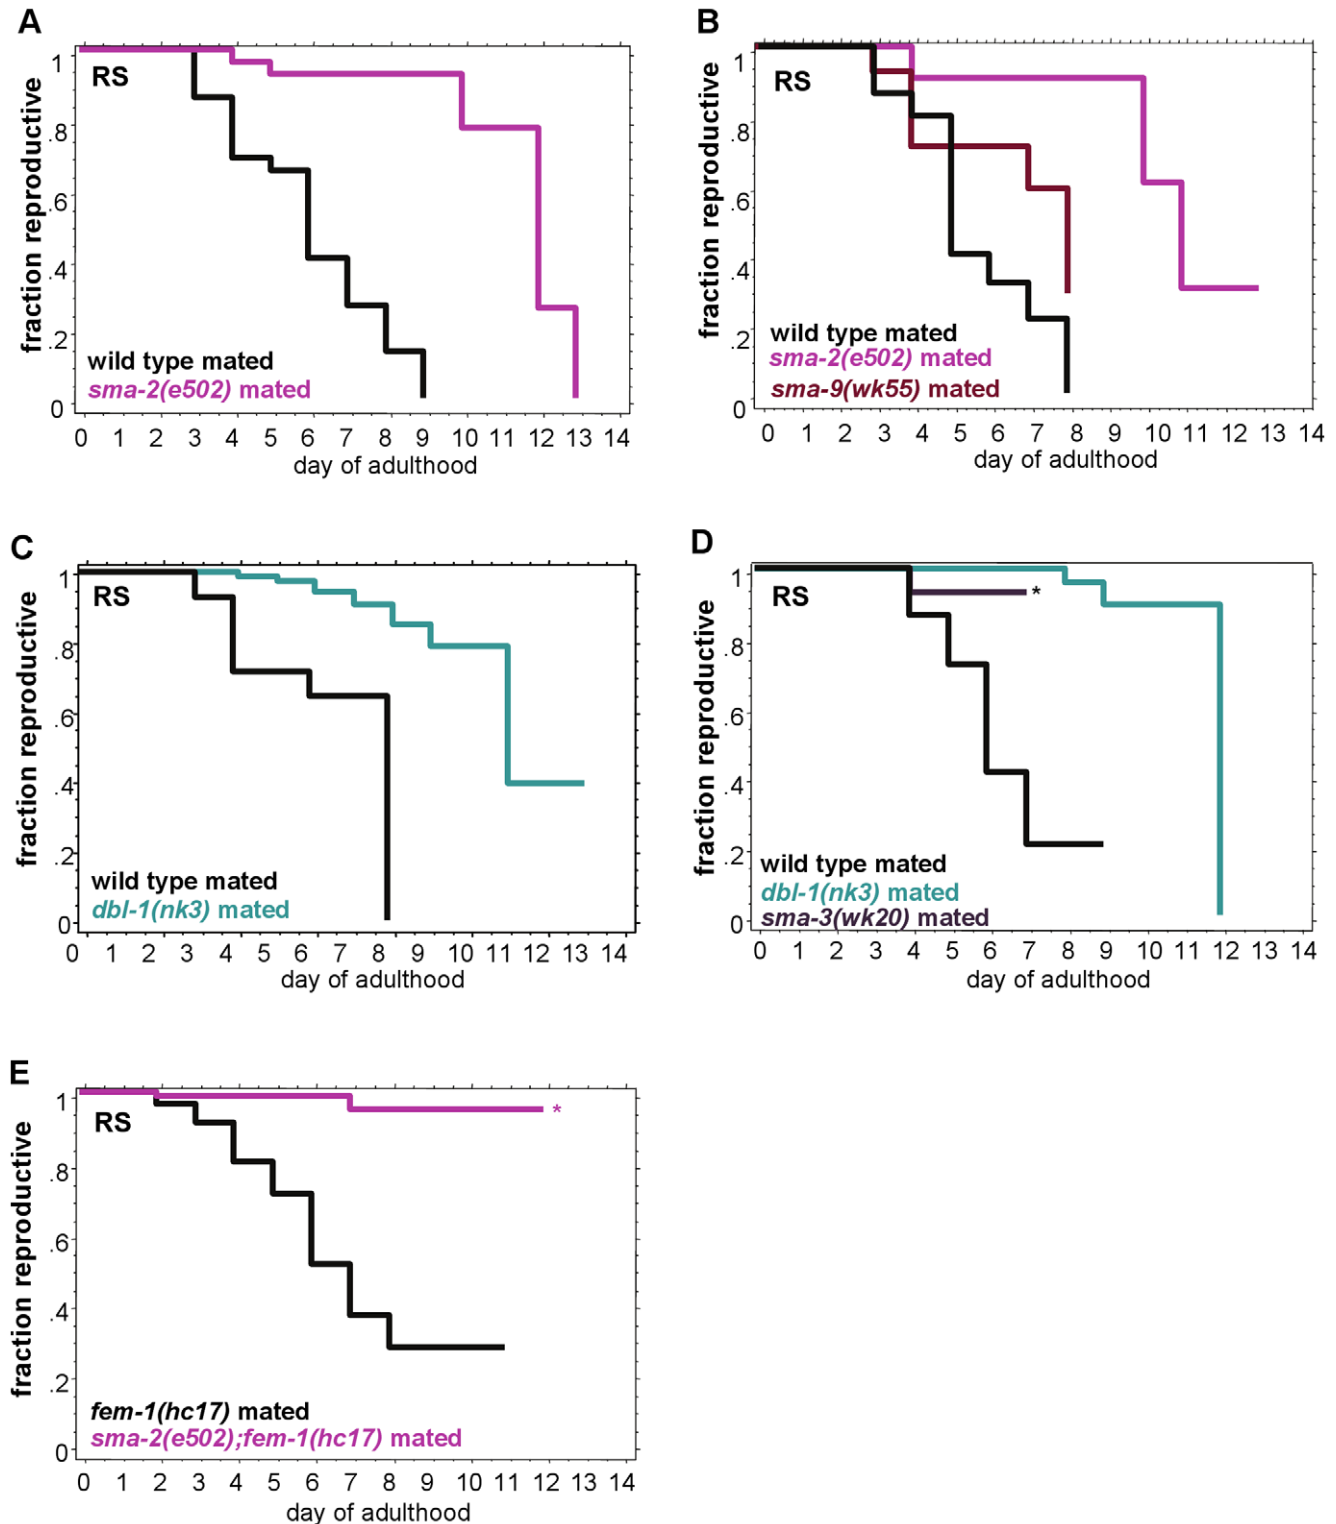 A
RS
fraction reproductive
1
.8
.6
.4
.2
0
wild type mated
sma-2(e502) mated
0 1 2 3 4 5 6 7 8 9 10 11 12 13 14
day of adulthood
B
RS
fraction reproductive
1
.8
.6
.4
.2
0
wild type mated
sma-2(e502) mated
sma-9(wk55) mated
0 1 2 3 4 5 6 7 8 9 10 11 12 13 14
day of adulthood
C
RS
fraction reproductive
1
.8
.6
.4
.2
0
wild type mated
dbl-1(nk3) mated
0 1 2 3 4 5 6 7 8 9 10 11 12 13 14
day of adulthood
D
RS
*
fraction reproductive
1
.8
.6
.4
.2
0
wild type mated
dbl-1(nk3) mated
sma-3(wk20) mated
0 1 2 3 4 5 6 7 8 9 10 11 12 13 14
day of adulthood
E
RS
*
fraction reproductive
1
.8
.6
.4
.2
0
fem-1(hc17) mated
sma-2(e502);fem-1(hc17) mated
0 1 2 3 4 5 6 7 8 9 10 11 12 13 14
day of adulthood